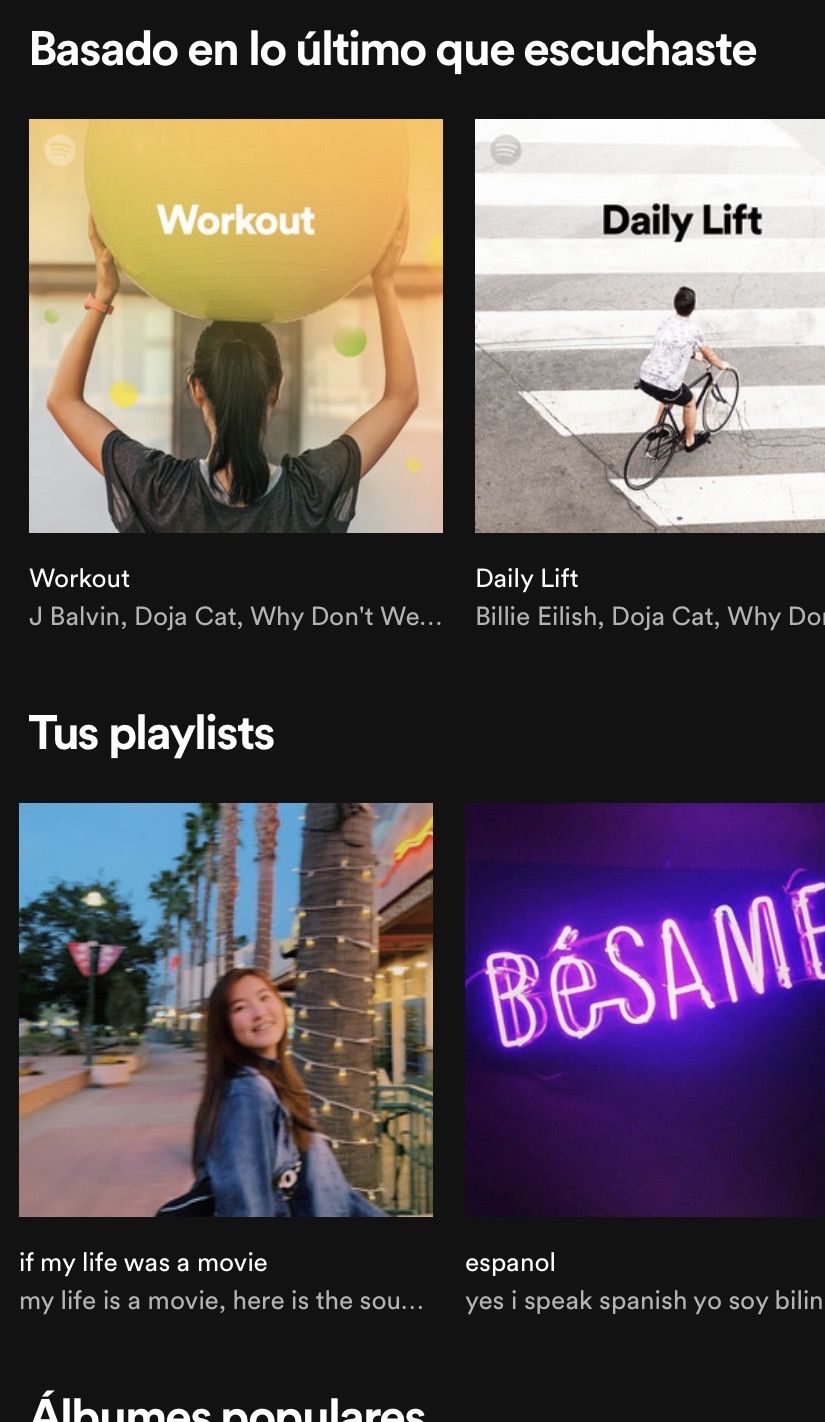 Basado en lo último que escuchaste
Workout
Daily Lift
Workout
Daily Lift
J Balvin, Doja Cat, Why Don't We...
Billie Eilish, Doja Cat, Why Do
Tus playlists
BéSAME
if my life was a movie
espanol
my life is a movie, here is the sou...
yes i speak spanish yo soy bilin
Álbumes populares